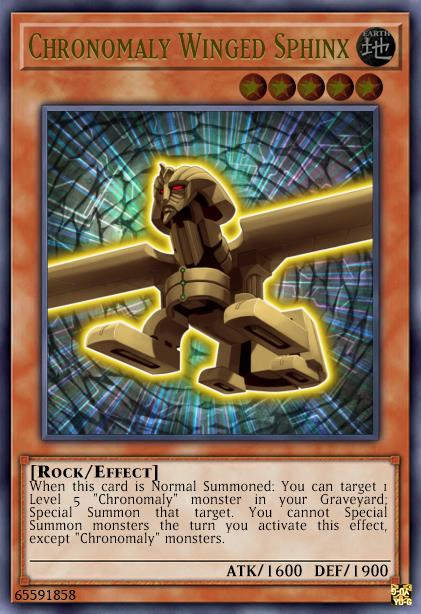 Chronomaly Winged Sphinx
EARTH
地
[Rock/Effect]
When this card is Normal Summoned: You can target 1
Level 5 "Chronomaly" monster in your Graveyard;
Special Summon that target. You cannot Special
Summon monsters the turn you activate this effect,
except "Chronomaly" monsters.
ATK/1600 DEF/1900
65591858